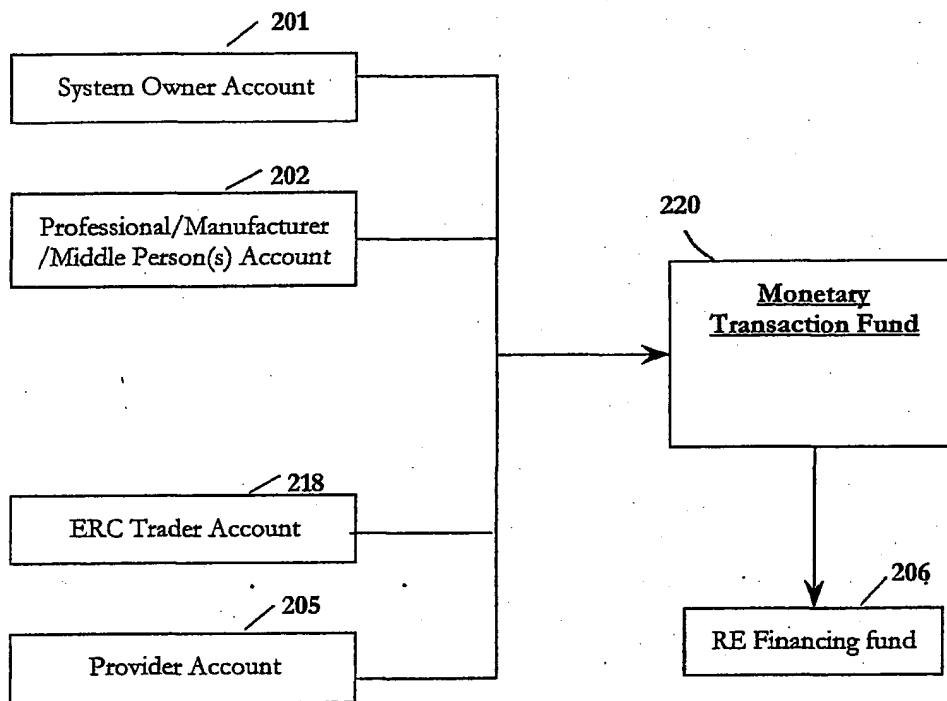 201
System Owner Account
202
Professional/Manufacturer
/Middle Person(s) Account
220
Monetary
Transaction Fund
218
ERC Trader Account
206
RE Financing fund
205
Provider Account